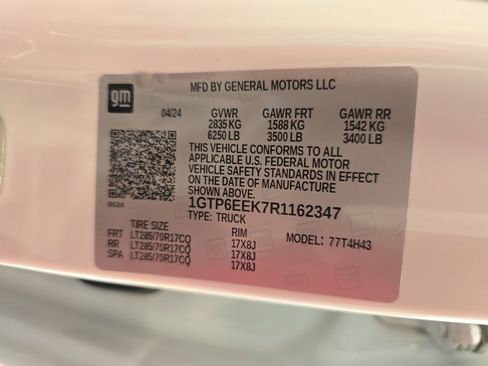 gm
MFD BY GENERAL MOTORS LLC
04/24 GVWR GAWR FRT GAWR RR
2835 KG 1588 KG 1542 KG
6250 LB 3500 LB 3400 LB
THIS VEHICLE CONFORMS TO ALL
APPLICABLE U.S. FEDERAL MOTOR
VEHICLE SAFETY STANDARDS IN EFFECT
ON THE DATE OF MANUFACTURE
SHOWN ABOVE.
1GTP6EEK7R1162347
TYPE: TRUCK
TIRE SIZE RIM MODEL: 77T4H43
FRT LT285/70R17CQ 17X8J
RR LT285/70R17CQ 17X8J
SPA LT285/70R17CQ 17X8J